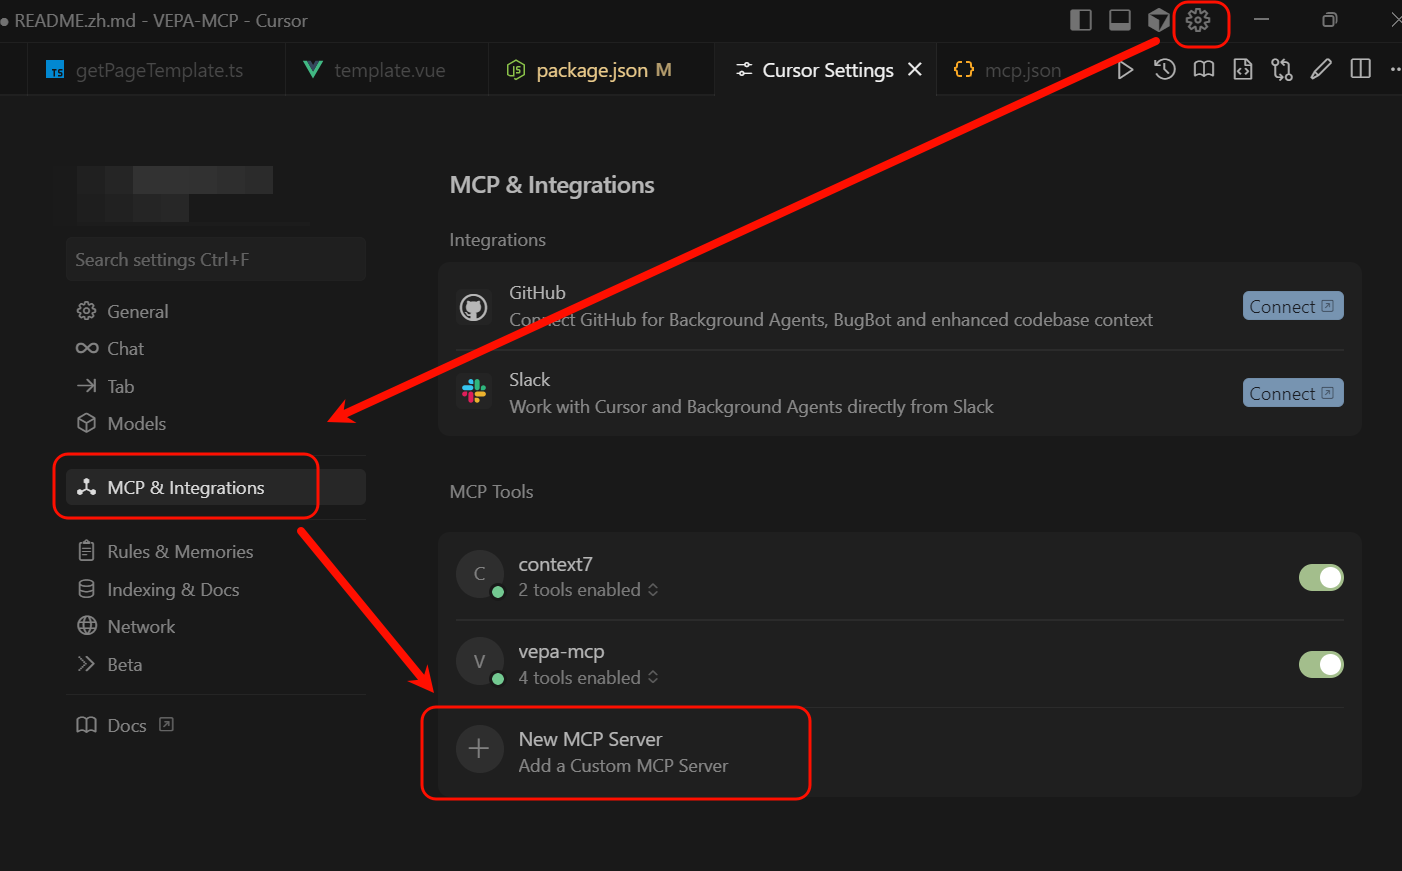 ● README.zh.md - VEPA-MCP - Cursor
TS getPageTemplate.ts
template.vue
JS package.json M
Cursor Settings
{} mcp.json
MCP & Integrations
Search settings Ctrl+F
General
Chat
Tab
Models
MCP & Integrations
Rules & Memories
Indexing & Docs
Network
Beta
Docs
Integrations
GitHub
Connect GitHub for Background Agents, BugBot and enhanced codebase context
Connect
Slack
Work with Cursor and Background Agents directly from Slack
Connect
MCP Tools
C
context7
2 tools enabled
V
vepa-mcp
4 tools enabled
New MCP Server
Add a Custom MCP Server